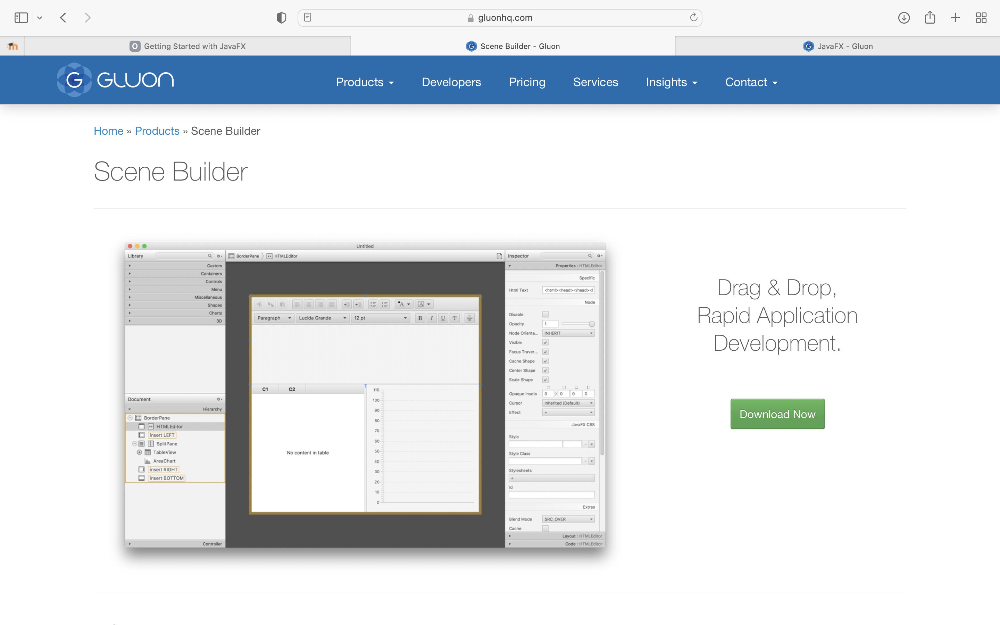 gluonhq.com
Getting Started with JavaFX
Scene Builder - Gluon
JavaFX - Gluon
GLUON
Products
Developers
Pricing
Services
Insights
Contact
Home » Products » Scene Builder
Scene Builder
Untitled
Library
BorderPane
HTMLEditor
Inspector
Custom
Containers
Controls
Menu
Miscellaneous
Shapes
Charts
3D
Properties : HTMLEditor
Specific
Html Text
<html><head></head><
Node
Disable
Opacity 1
Node Orienta... INHERIT
Visible
Focus Traver...
Cache Shape
Center Shape
Scale Shape
Opaque Insets 0 0 0 0
Cursor Inherited (Default)
Effect +
JavaFX CSS
Style
Style Class
Stylesheets
+
Id
Extras
Blend Mode SRC_OVER
Cache
Layout : HTMLEditor
Code : HTMLEditor
Paragraph Lucida Grande 12 pt B I U T
C1 C2
No content in table
110
100
90
80
70
60
50
40
30
20
10
0
Document
Hierarchy
BorderPane
HTMLEditor
insert LEFT
SplitPane
TableView
AreaChart
insert RIGHT
insert BOTTOM
Controller
Drag & Drop,
Rapid Application
Development.
Download Now